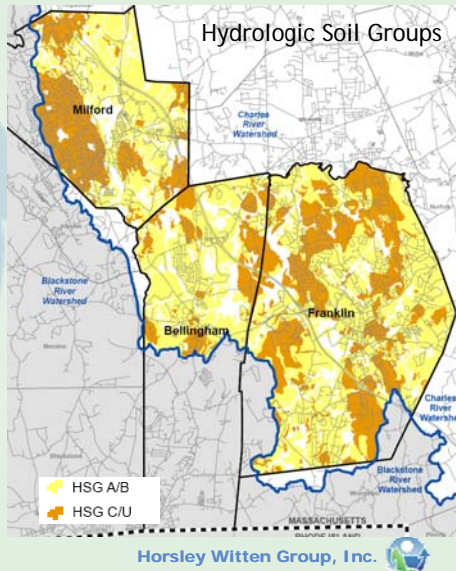 Hydrologic Soil Groups
Milford
Charles
River
Watershed
Blackstone
River
Watershed
Bellingham
Franklin
Charles
River
Watershed
Blackstone
River
Watershed
HSG A/B
HSG C/U
MASSACHUSETTS
RHODE ISLAND
Horsley Witten Group, Inc.